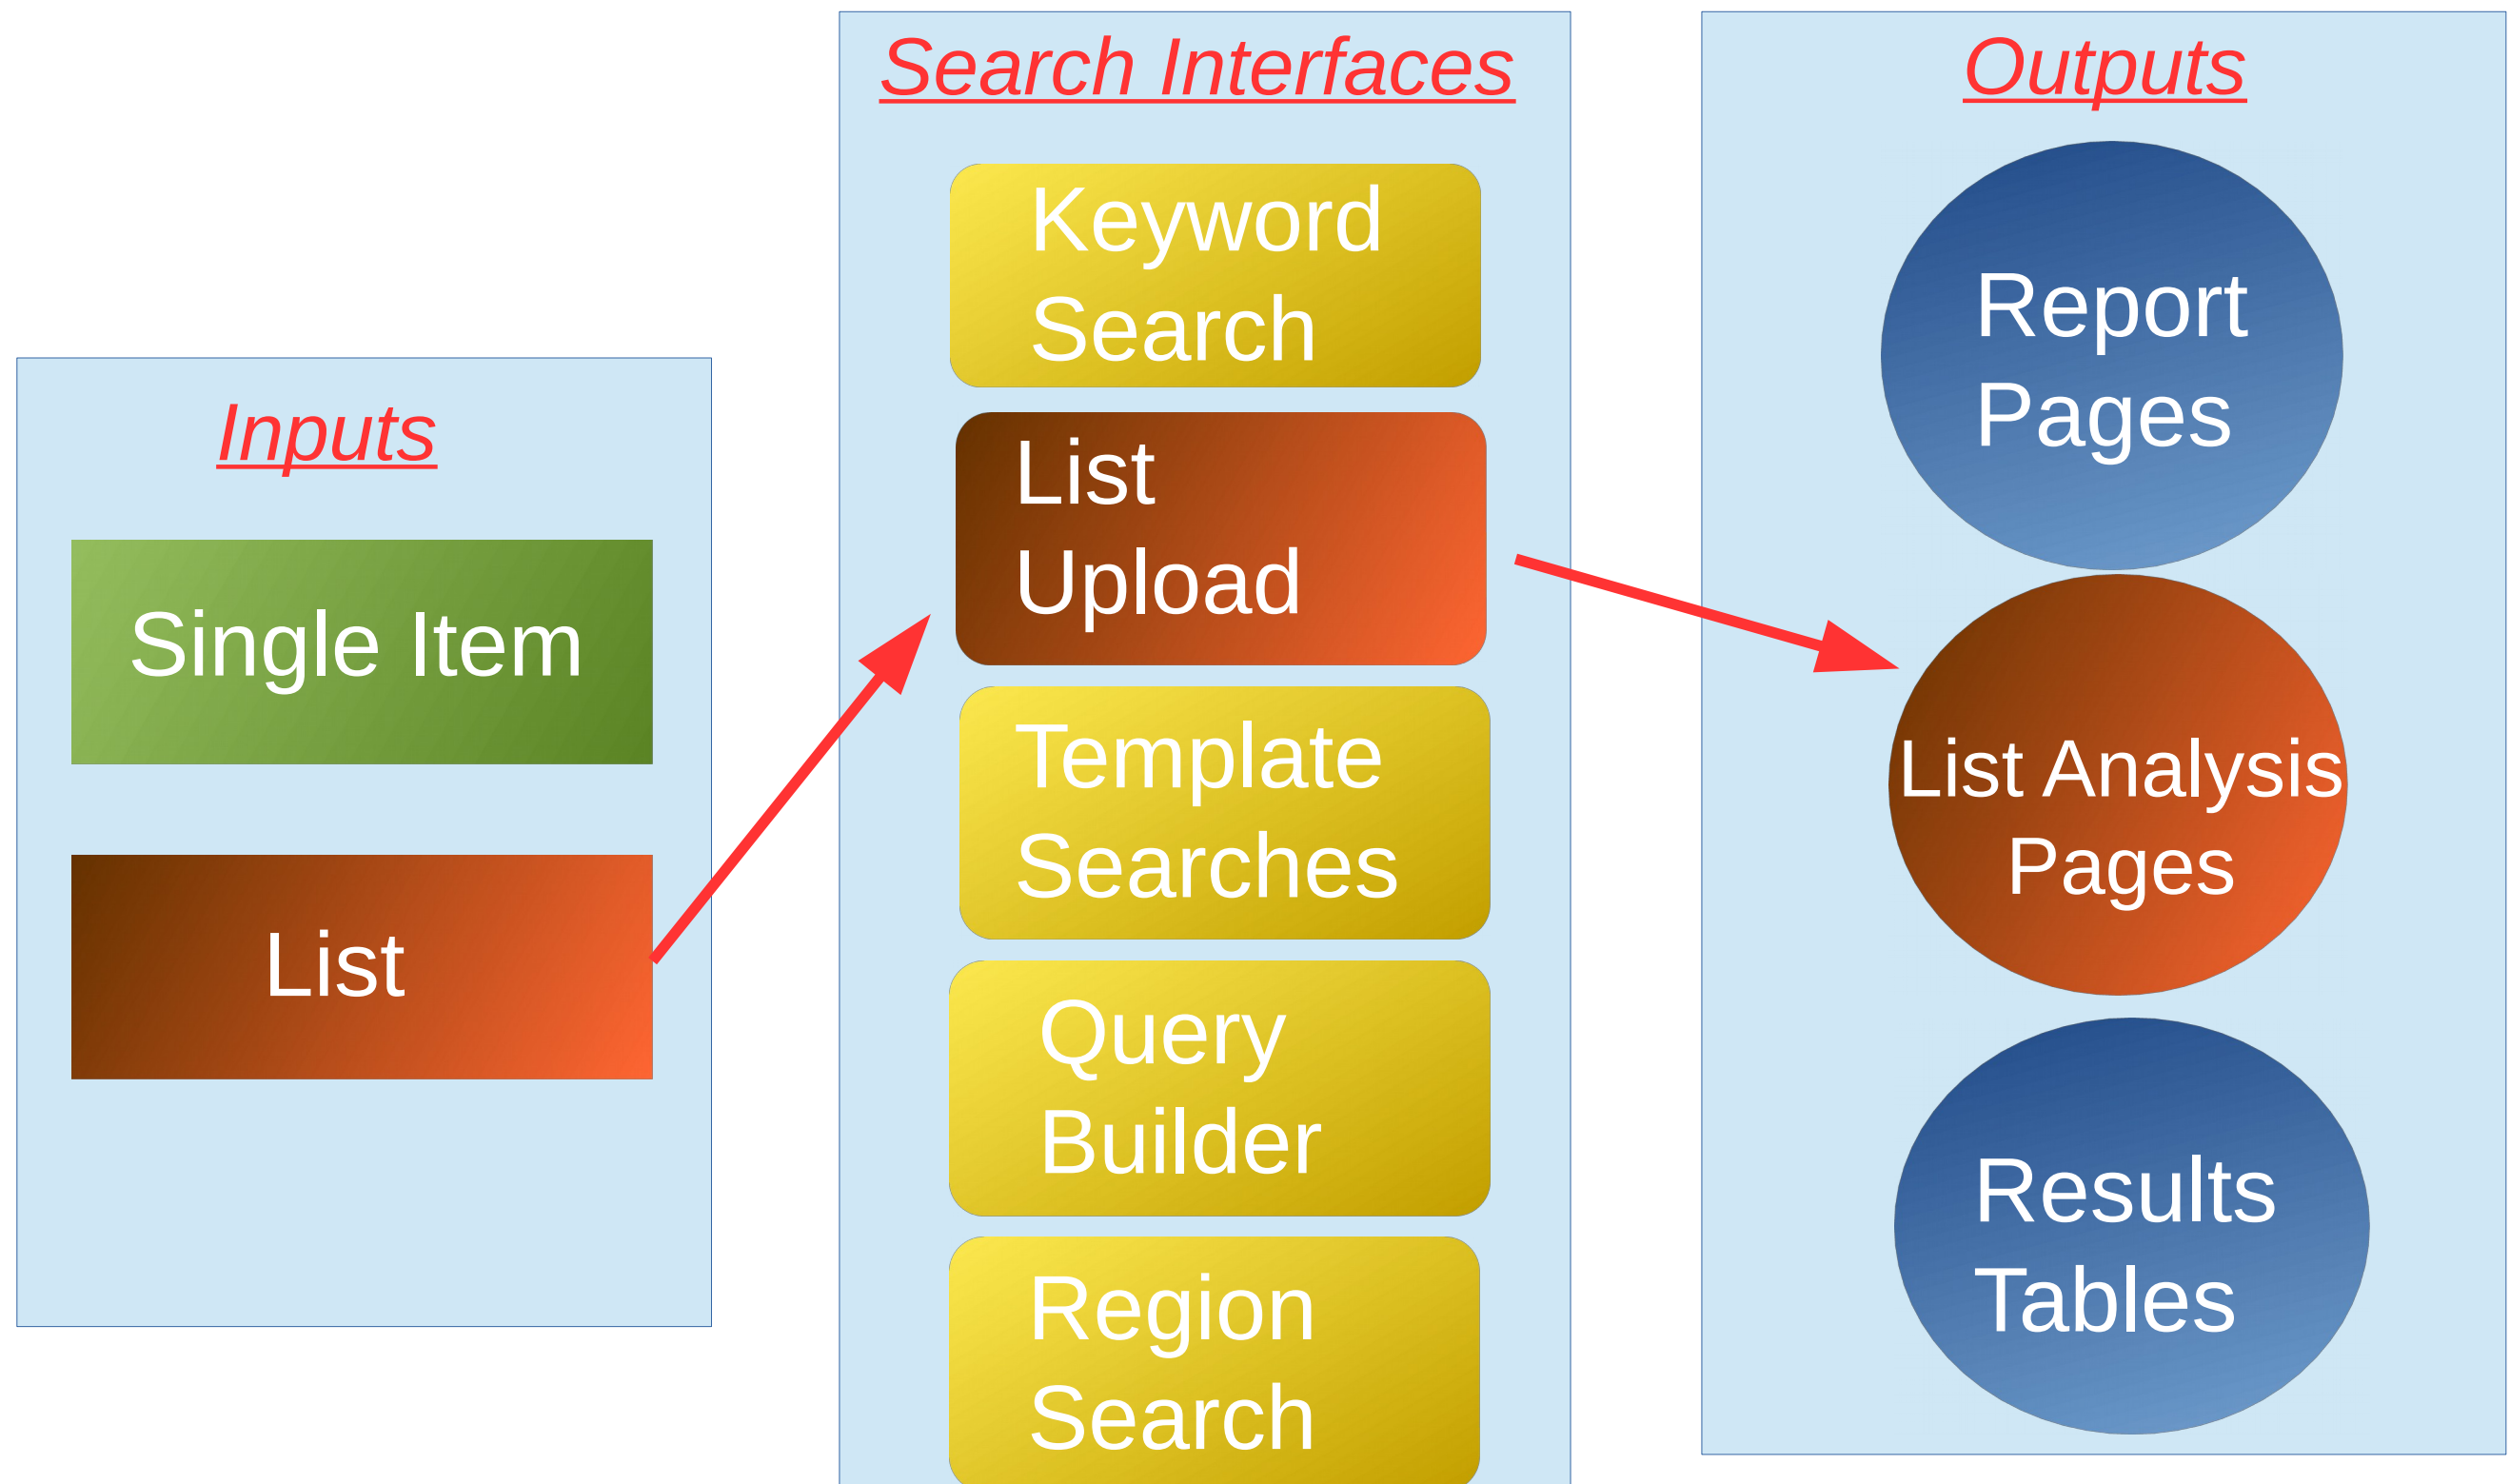 Inputs
Single Item
List
Search Interfaces
Keyword
Search
List
Upload
Template
Searches
Query
Builder
Region
Search
Outputs
Report
Pages
List Analysis
Pages
Results
Tables